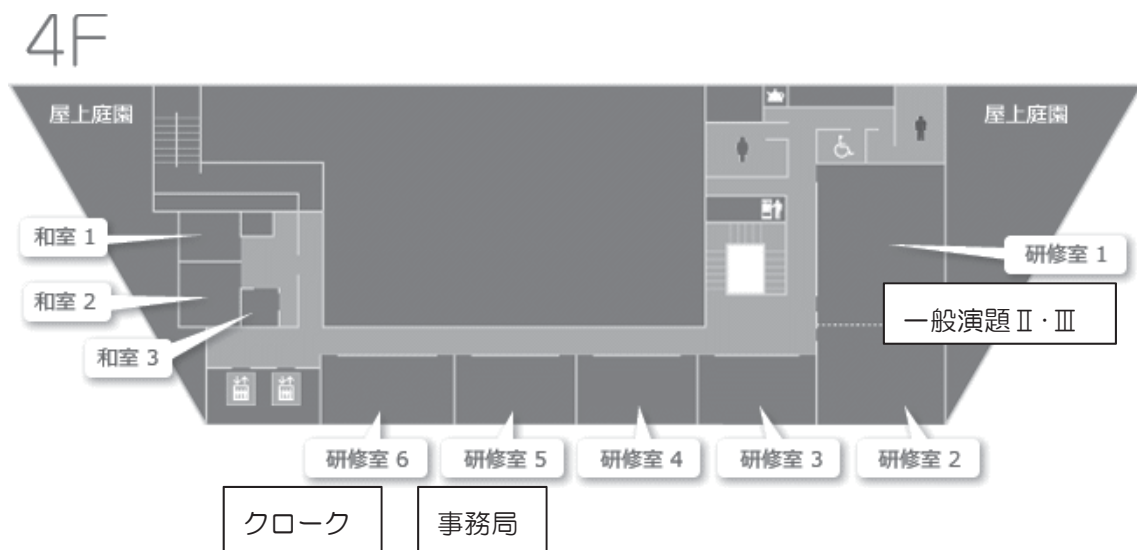 4F
屋上庭園
屋上庭園
和室 1
研修室 1
和室 2
一般演題Ⅱ・Ⅲ
和室 3
研修室 6
研修室 5
研修室 4
研修室 3
研修室 2
クローク
事務局